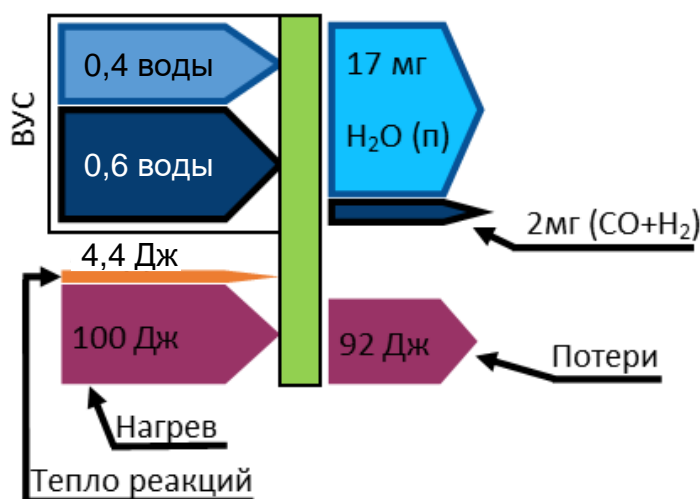 ВУС
0,4 воды
0,6 воды
17 мг
H₂O (п)
2мг (CO+H₂)
4,4 Дж
100 Дж
92 Дж
Потери
Нагрев
Тепло реакций